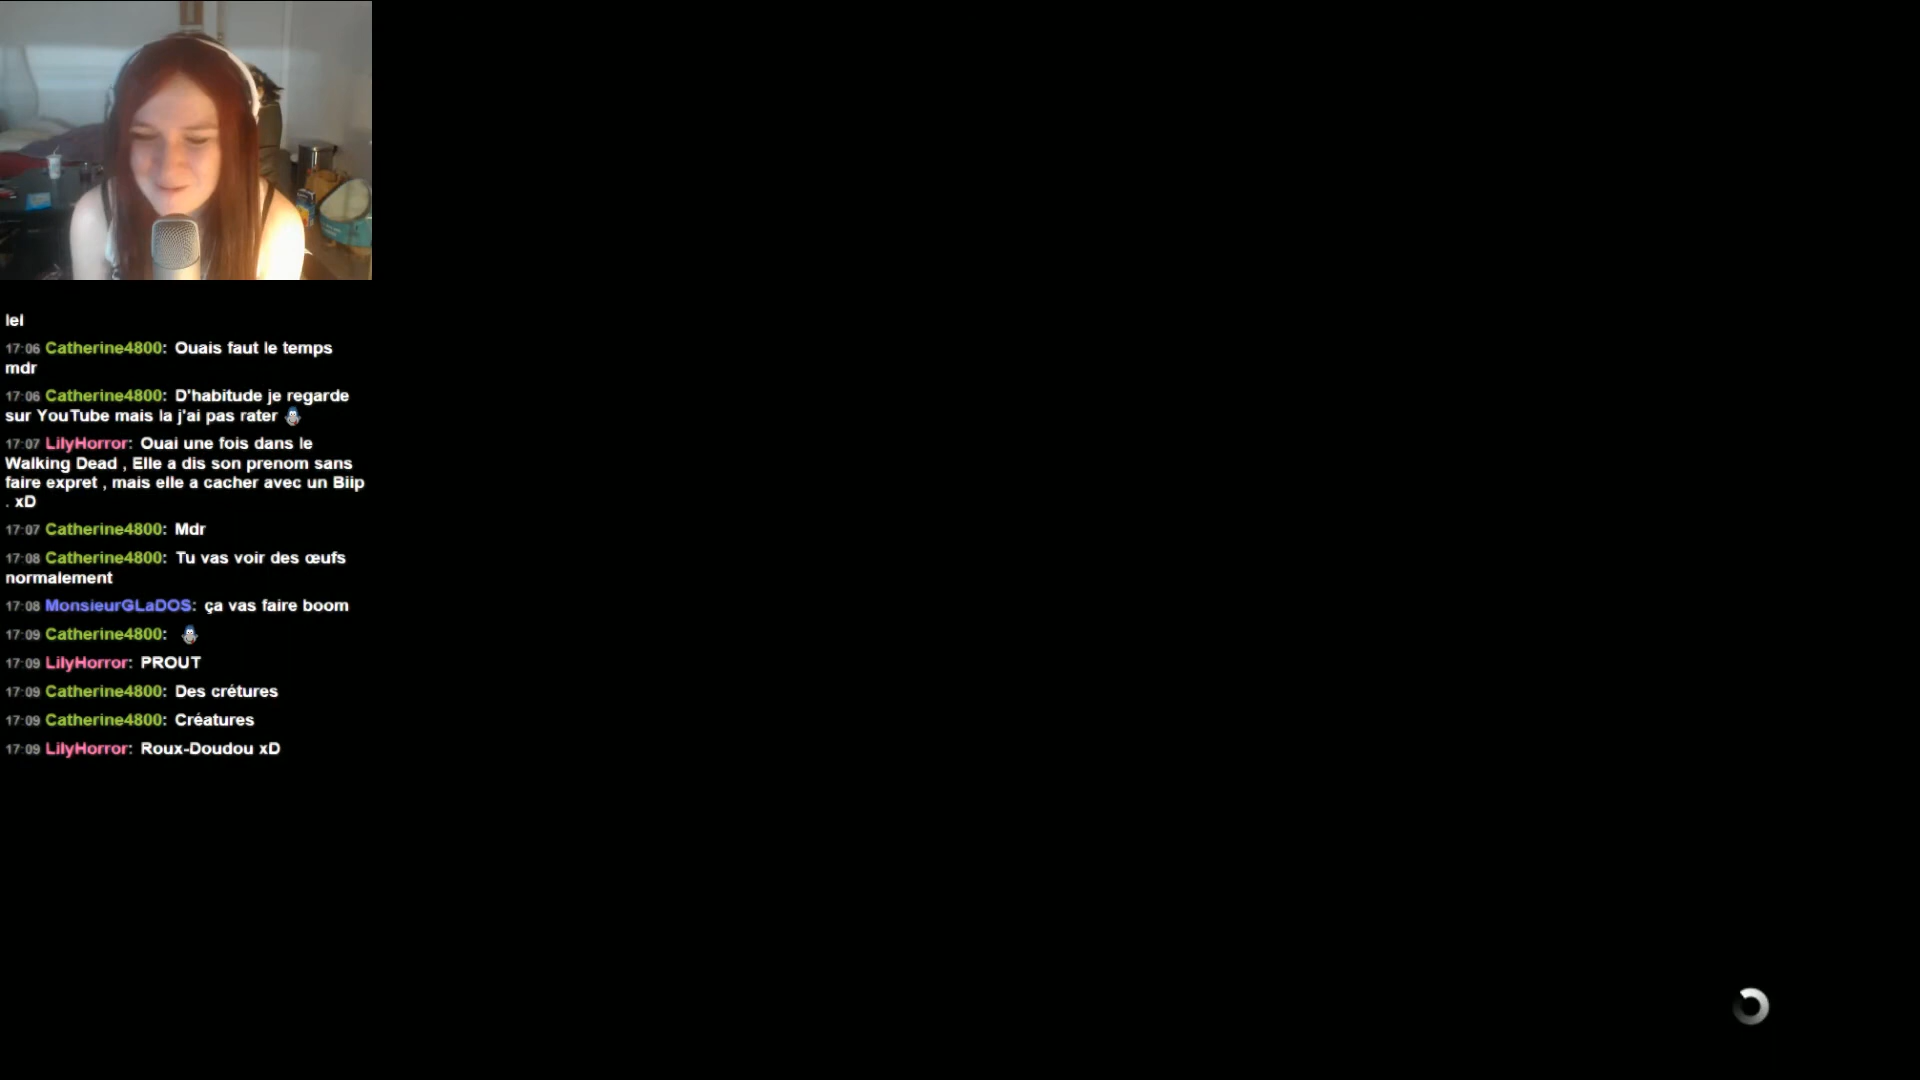 lel
17:06 Catherine4800: Ouais faut le temps
mdr
17:06 Catherine4800: D'habitude je regarde
sur YouTube mais la j'ai pas rater
17:07 LilyHorror: Ouai une fois dans le
Walking Dead , Elle a dis son prenom sans
faire expret , mais elle a cacher avec un Biip
. xD
17:07 Catherine4800: Mdr
17:08 Catherine4800: Tu vas voir des œufs
normalement
17:08 MonsieurGLaDOS: ça vas faire boom
17:09 Catherine4800:
17:09 LilyHorror: PROUT
17:09 Catherine4800: Des crétures
17:09 Catherine4800: Créatures
17:09 LilyHorror: Roux-Doudou xD